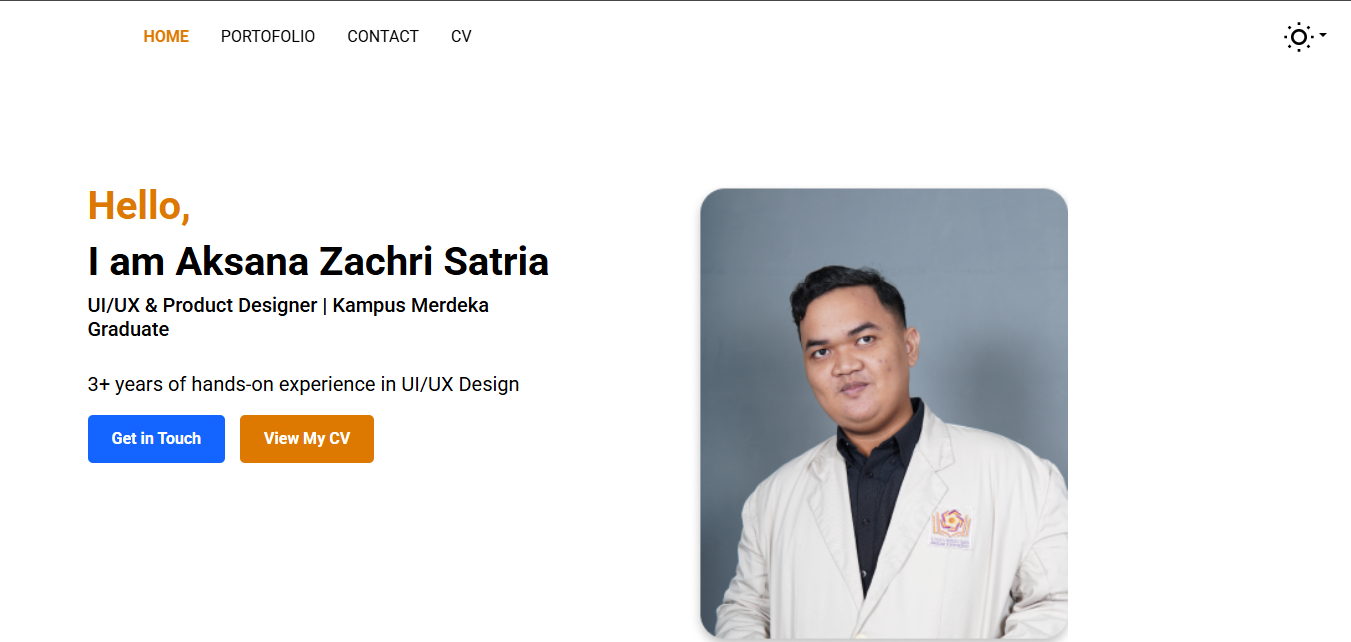 HOME PORTOFOLIO CONTACT CV
Hello,
I am Aksana Zachri Satria
UI/UX & Product Designer | Kampus Merdeka
Graduate
3+ years of hands-on experience in UI/UX Design
Get in Touch View My CV